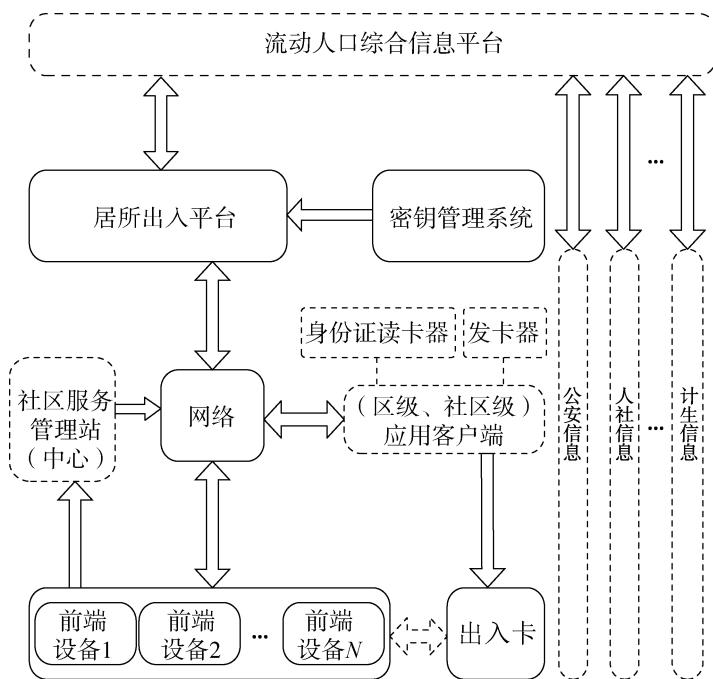 流动人口综合信息平台
居所出入平台
密钥管理系统
身份证读卡器
发卡器
社区服务
管理站
（中心）
网络
（区级、社区级）
应用客户端
公安信息
人社信息
...
...
计生信息
前端
设备1
前端
设备2
...
前端
设备N
出入卡